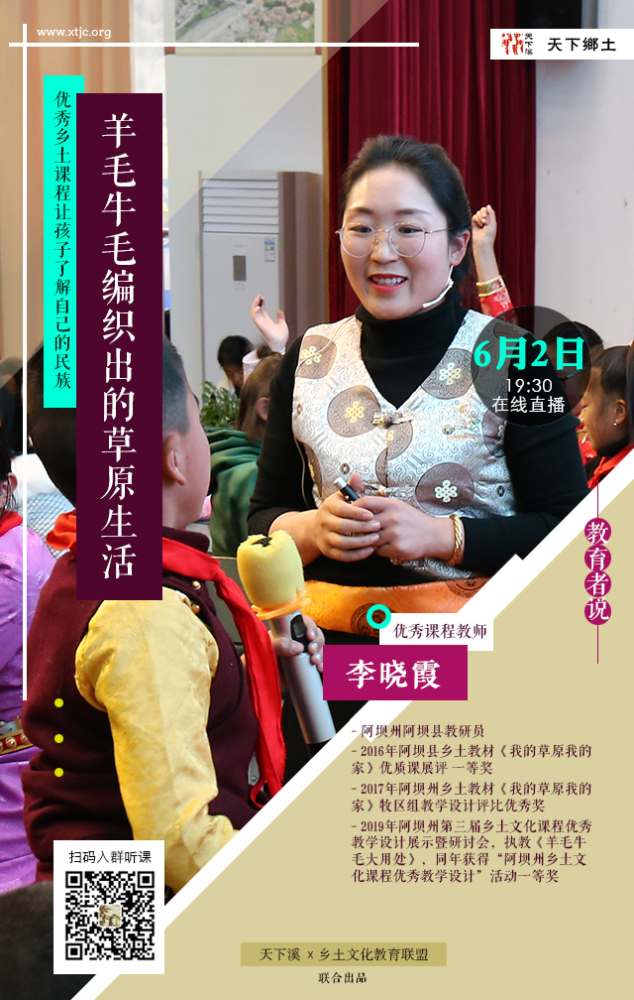 www.xtjc.org
天下溪
天下鄉土
优秀乡土课程让孩子了解自己的民族
羊毛牛毛编织出的草原生活
6月2日
19:30
在线直播
教育者说
优秀课程教师
李晓霞
- 阿坝州阿坝县教研员
- 2016年阿坝县乡土教材《我的草原我的
家》优质课展评 一等奖
- 2017年阿坝州乡土教材《我的草原我的
家》牧区组教学设计评比优秀奖
- 2019年阿坝州第三届乡土文化课程优秀
教学设计展示暨研讨会，执教《羊毛牛
毛大用处》，同年获得“阿坝州乡土文
化课程优秀教学设计”活动一等奖
扫码入群听课
天下溪 x 乡土文化教育联盟
联合出品